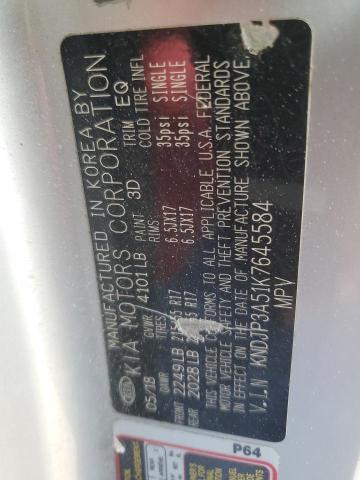 MANUFACTURED IN KOREA BY
KIA KIA MOTORS CORPORATION
05/18 4101LB PAINT: 3D TRIM EQ
GVWR
GAWR TIRES RIMS COLD TIRE INFL
FRONT 2249LB R17 6.5JX17 35psi SINGLE
REAR 2028LB R17 6.5JX17 35psi SINGLE
THIS VEHICLE CONFORMS TO ALL APPLICABLE U.S.A. FEDERAL
MOTOR VEHICLE SAFETY AND THEFT PREVENTION STANDARDS
IN EFFECT ON THE DATE OF MANUFACTURE SHOWN ABOVE.
V.I.N KNDJP3A51K7645584
MPV
P64